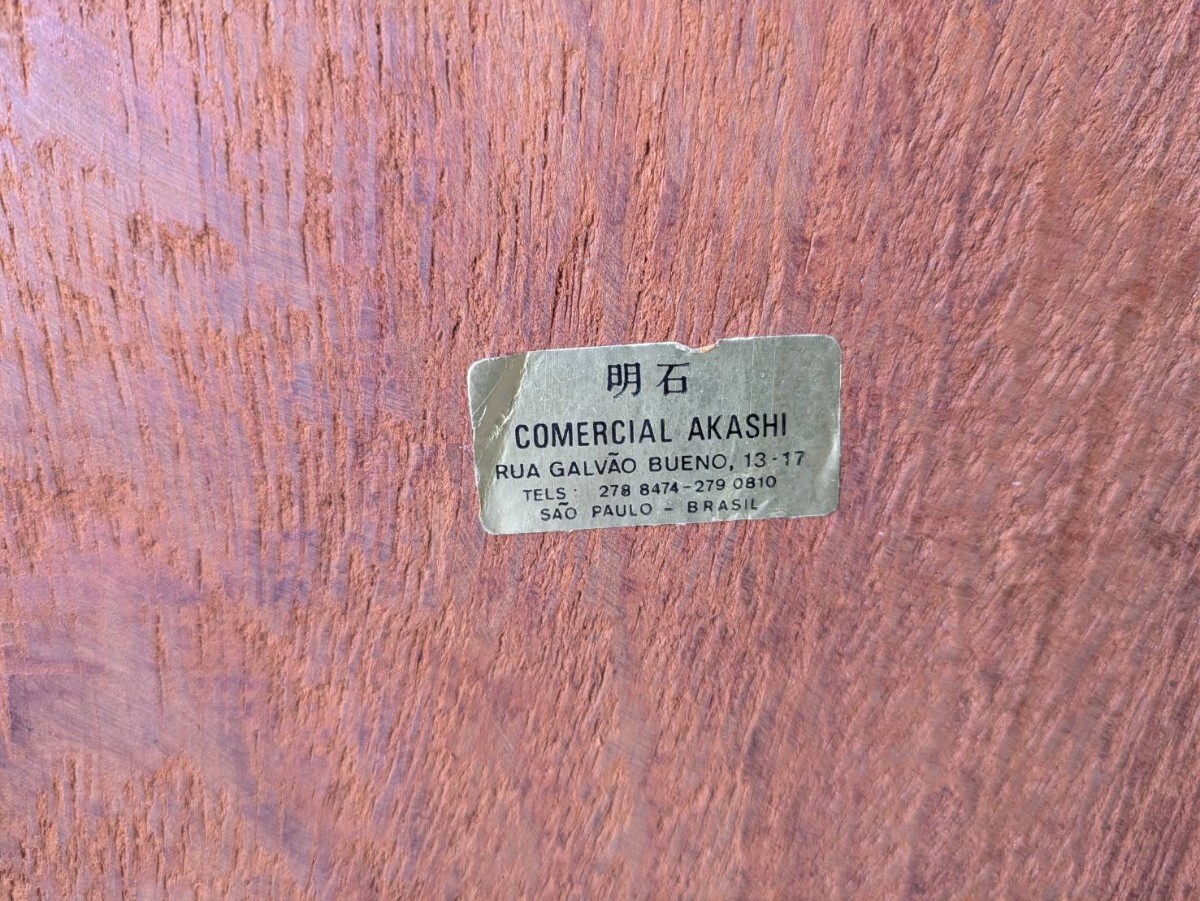 明石
COMERCIAL AKASHI
RUA GALVÃO BUENO, 13-17
TELS: 278 8474-279 0810
SÃO PAULO - BRASIL